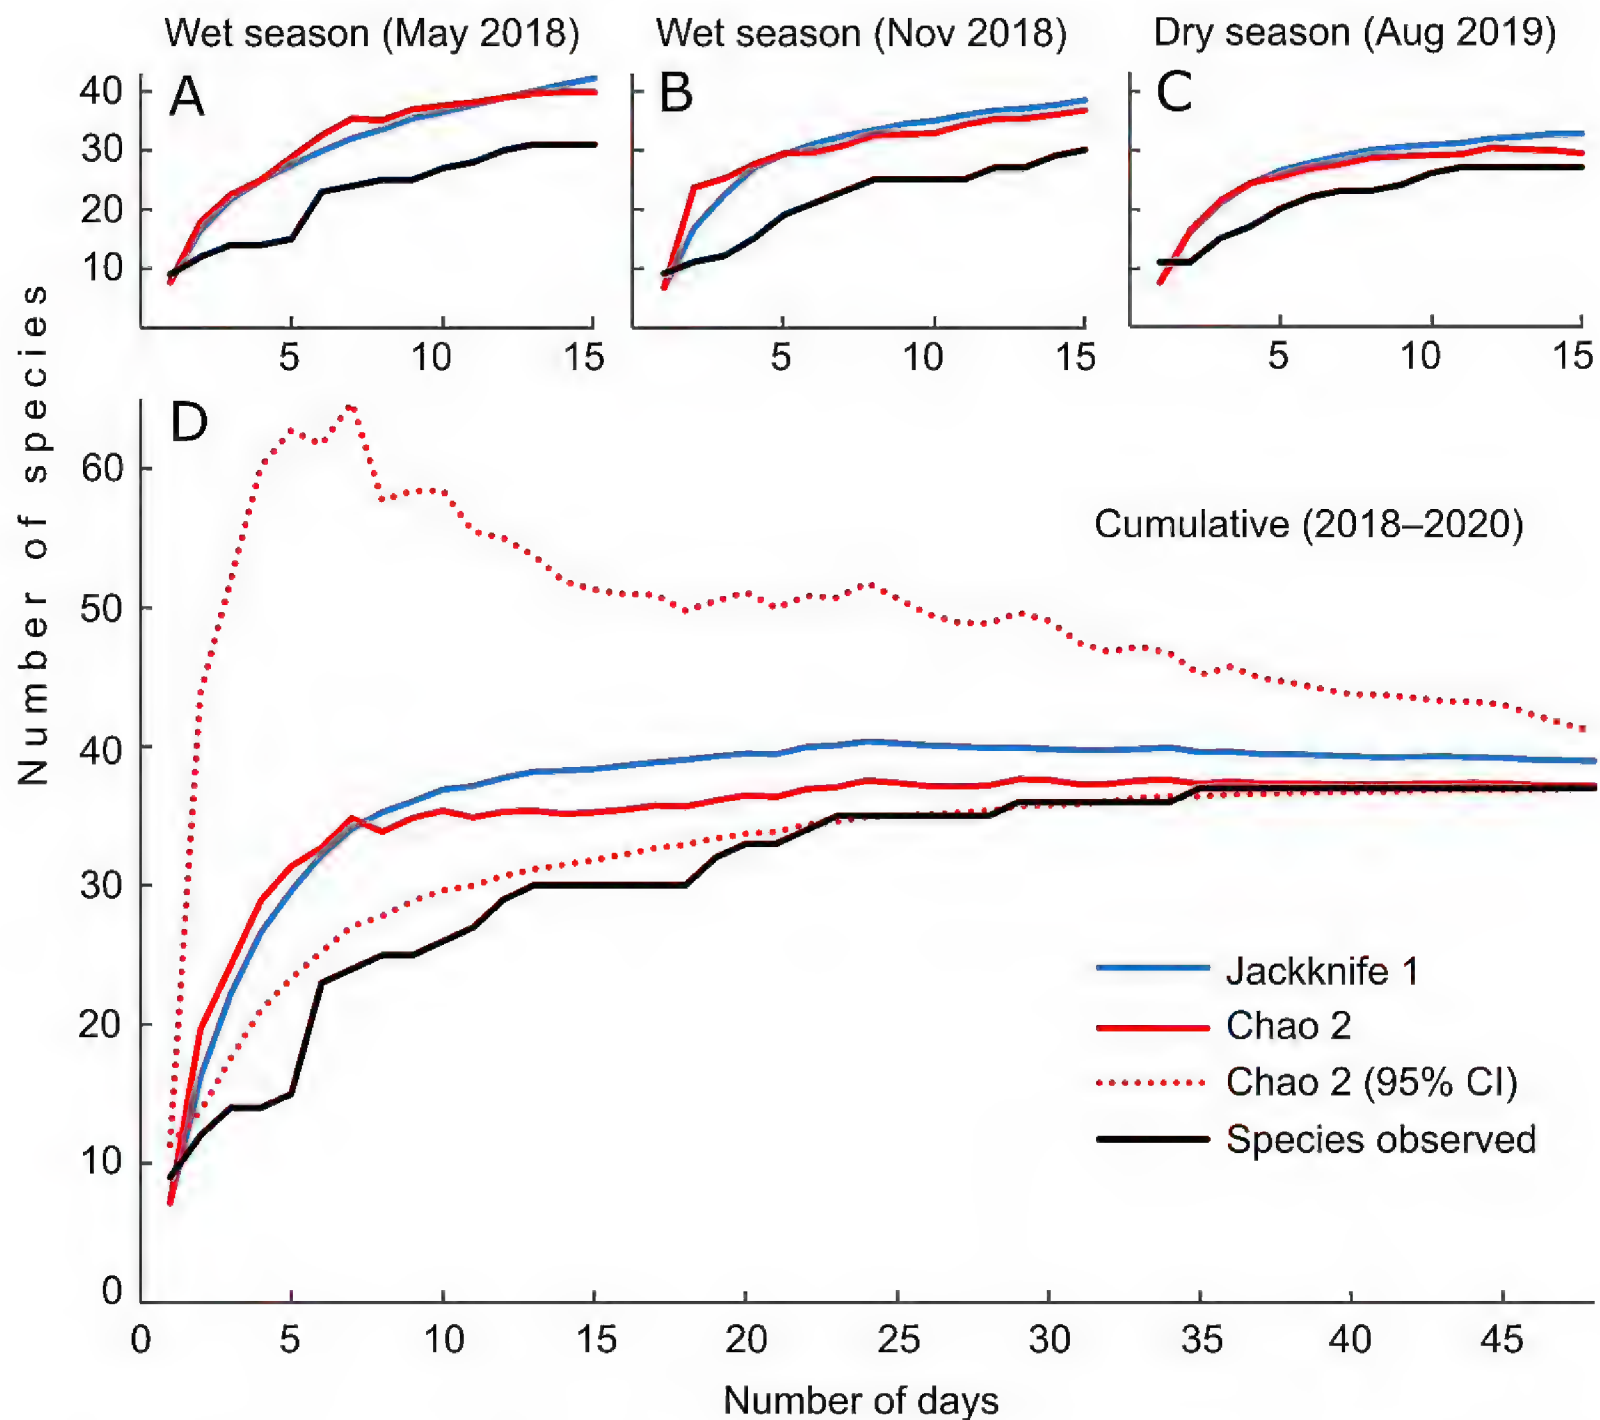 Wet season (May 2018)
Wet season (Nov 2018)
Dry season (Aug 2019)
A
B
C
40
30
20
10
5
10
15
5
10
15
5
10
15
Number of species
D
60
50
40
30
20
10
0
Cumulative (2018–2020)
Jackknife 1
Chao 2
Chao 2 (95% CI)
Species observed
0
5
10
15
20
25
30
35
40
45
Number of days